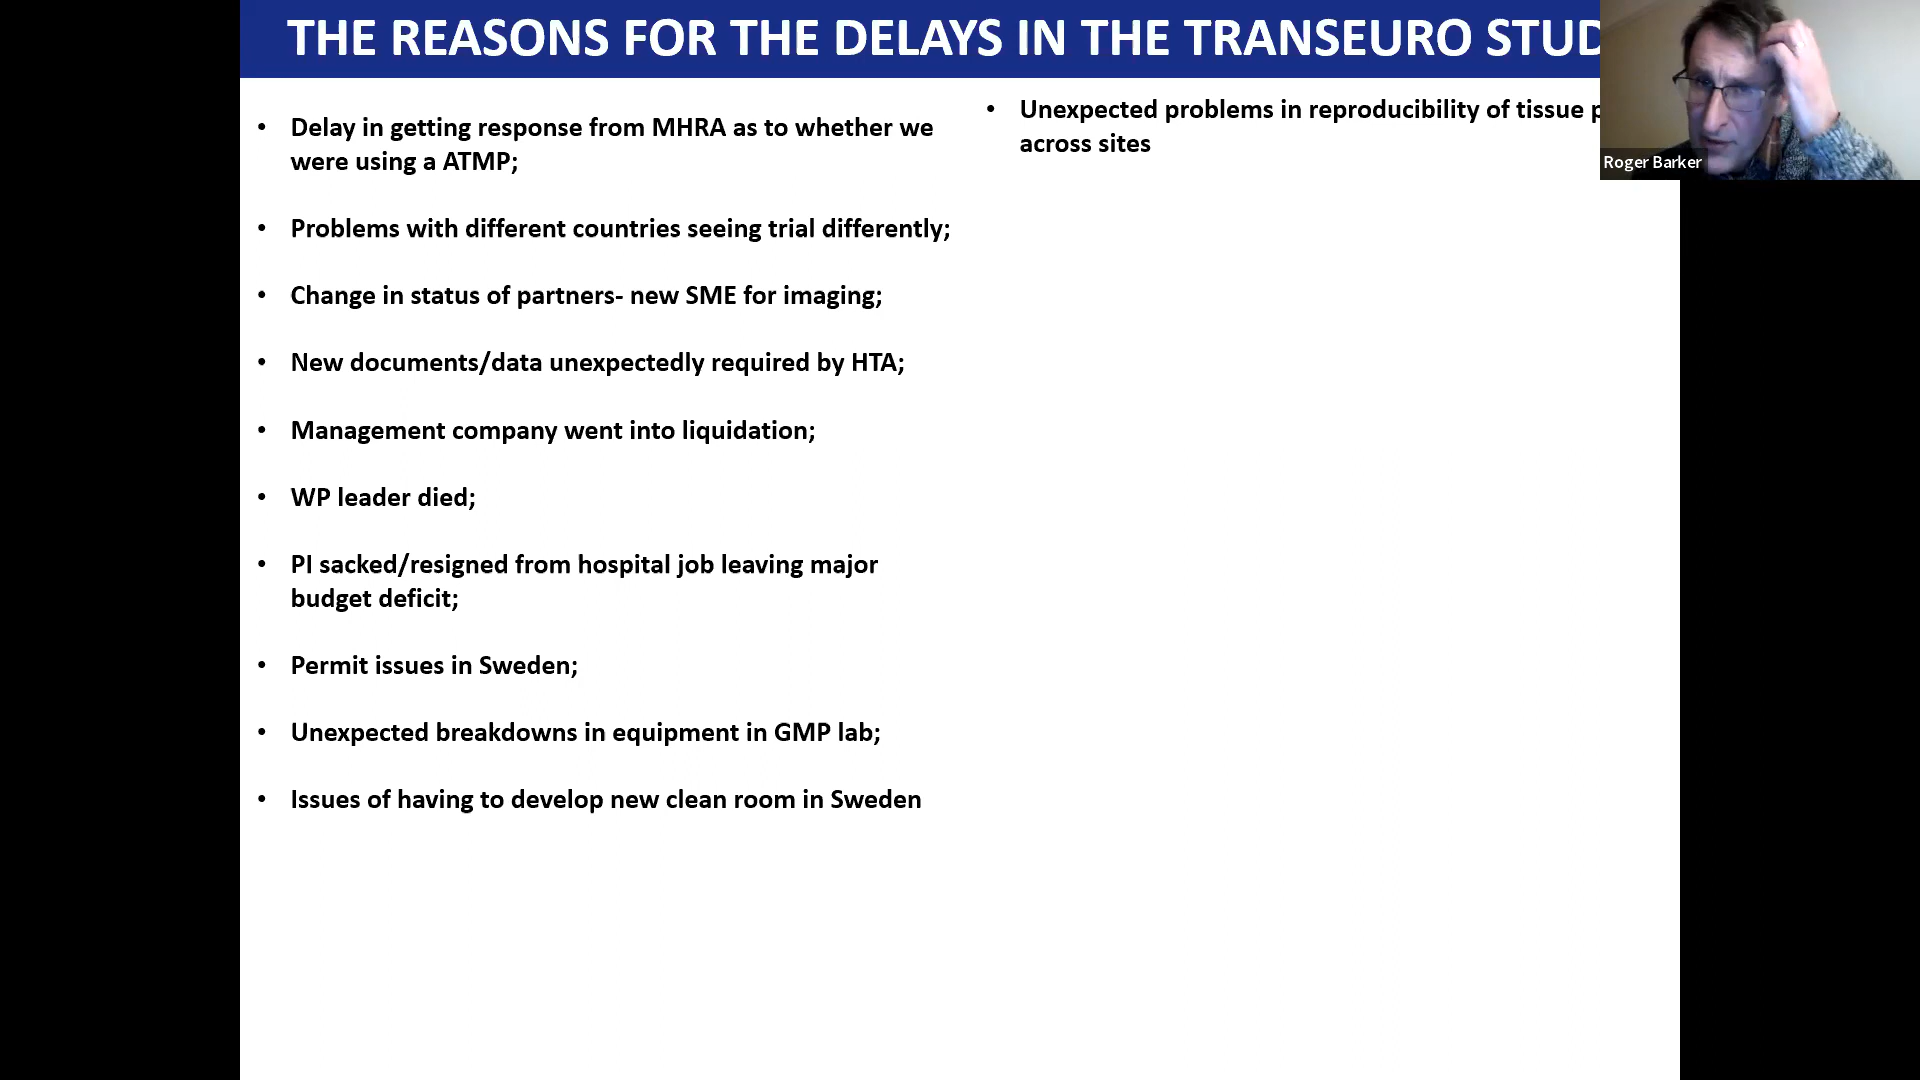 THE REASONS FOR THE DELAYS IN THE TRANSEURO
• Delay in getting response from MHRA as to whether we
were using a ATMP;
• Problems with different countries seeing trial differently;
• Change in status of partners- new SME for imaging;
• New documents/data unexpectedly required by HTA;
• Management company went into liquidation;
• WP leader died;
• PI sacked/resigned from hospital job leaving major
budget deficit;
• Permit issues in Sweden;
• Unexpected breakdowns in equipment in GMP lab;
• Issues of having to develop new clean room in Sweden
• Unexpected problems in reproducibility of tissue
across sites
Roger Barker